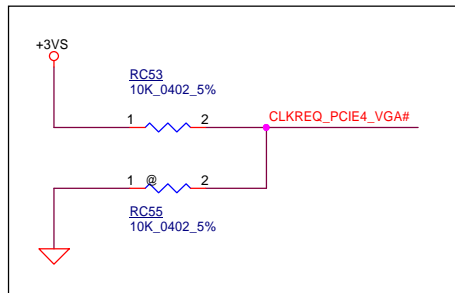 +3VS
RC53
10K_0402_5%
1 2 CLKREQ_PCIE4_VGA#
1 @ 2
RC55
10K_0402_5%